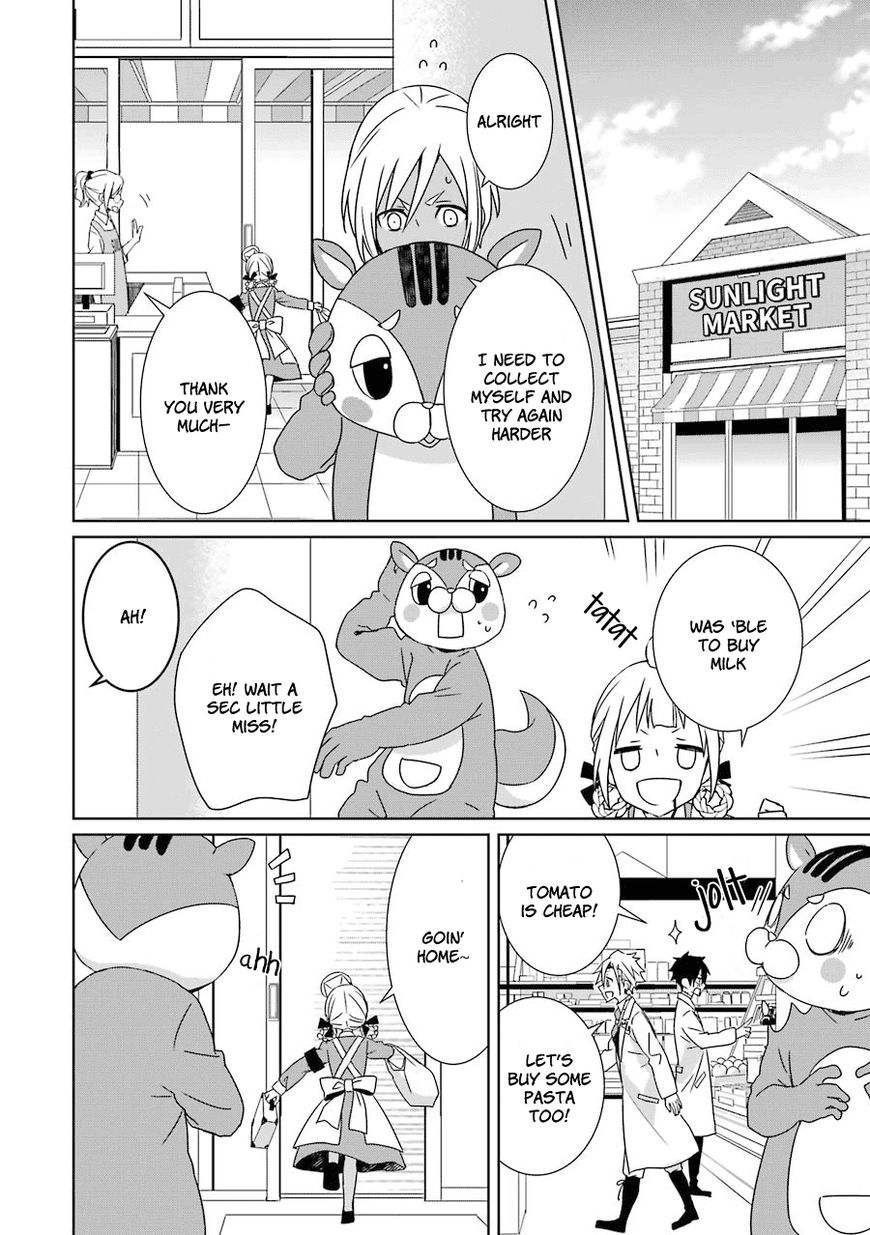 SUNLIGHT
MARKET
ALRIGHT
I NEED TO
COLLECT
MYSELF AND
TRY AGAIN
HARDER
THANK
YOU VERY
MUCH–
WAS 'BLE
TO BUY
MILK
tatat
EH! WAIT A
SEC LITTLE
MISS!
AH!
jolt
TOMATO
IS CHEAP!
LET'S
BUY SOME
PASTA
TOO!
GOIN'
HOME~
ahh